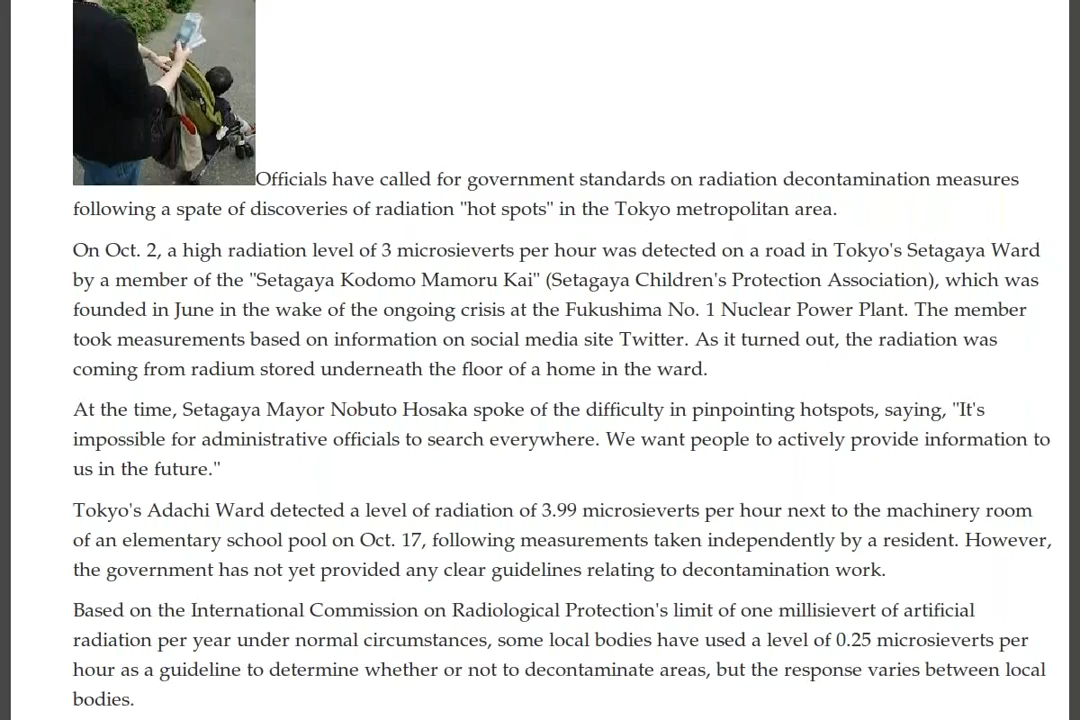 Officials have called for government standards on radiation decontamination measures
following a spate of discoveries of radiation "hot spots" in the Tokyo metropolitan area.
On Oct. 2, a high radiation level of 3 microsieverts per hour was detected on a road in Tokyo's Setagaya Ward
by a member of the "Setagaya Kodomo Mamoru Kai" (Setagaya Children's Protection Association), which was
founded in June in the wake of the ongoing crisis at the Fukushima No. 1 Nuclear Power Plant. The member
took measurements based on information on social media site Twitter. As it turned out, the radiation was
coming from radium stored underneath the floor of a home in the ward.
At the time, Setagaya Mayor Nobuto Hosaka spoke of the difficulty in pinpointing hotspots, saying, "It's
impossible for administrative officials to search everywhere. We want people to actively provide information to
us in the future."
Tokyo's Adachi Ward detected a level of radiation of 3.99 microsieverts per hour next to the machinery room
of an elementary school pool on Oct. 17, following measurements taken independently by a resident. However,
the government has not yet provided any clear guidelines relating to decontamination work.
Based on the International Commission on Radiological Protection's limit of one millisievert of artificial
radiation per year under normal circumstances, some local bodies have used a level of 0.25 microsieverts per
hour as a guideline to determine whether or not to decontaminate areas, but the response varies between local
bodies.